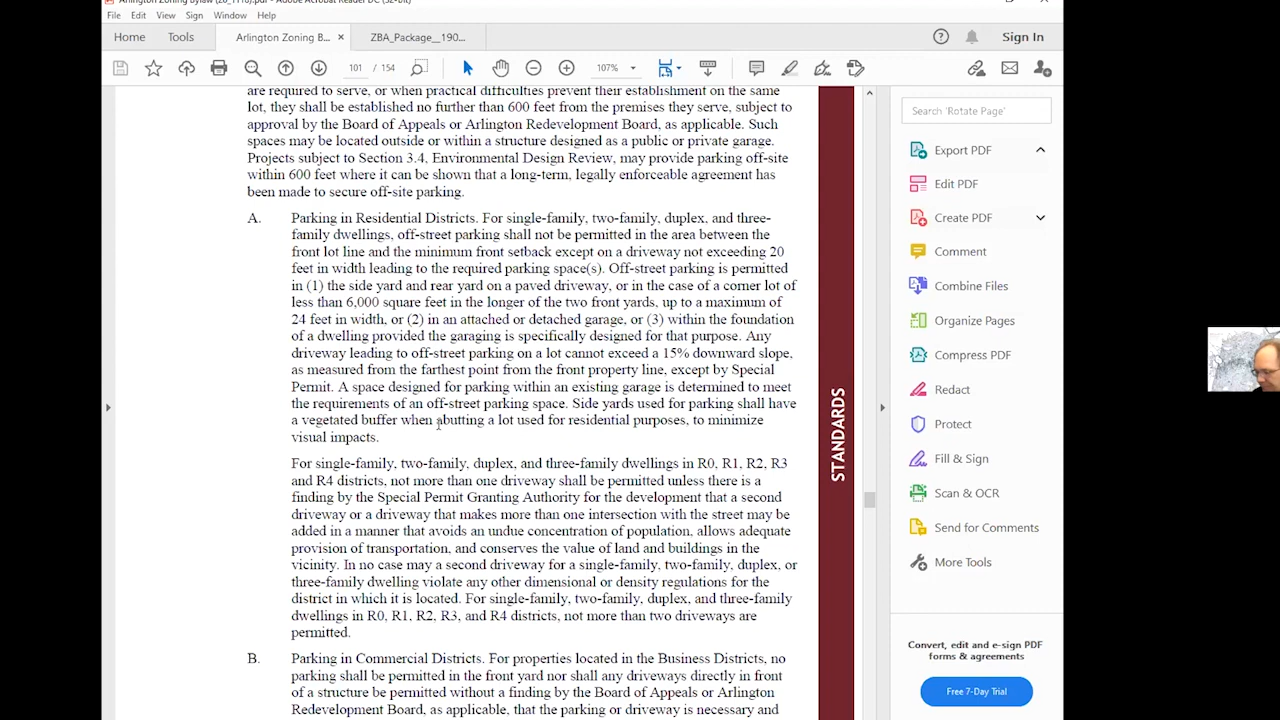 Arlington Zoning Bylaw (28_1118).pdf - Adobe Acrobat Reader DC (32-bit)
File Edit View Sign Window Help
Home Tools Arlington Zoning B... × ZBA_Package__190... Sign In
101 / 154 107%
are required to serve, or when practical difficulties prevent their establishment on the same
lot, they shall be established no further than 600 feet from the premises they serve, subject to
approval by the Board of Appeals or Arlington Redevelopment Board, as applicable. Such
spaces may be located outside or within a structure designed as a public or private garage.
Projects subject to Section 3.4, Environmental Design Review, may provide parking off-site
within 600 feet where it can be shown that a long-term, legally enforceable agreement has
been made to secure off-site parking.
A. Parking in Residential Districts. For single-family, two-family, duplex, and three-
family dwellings, off-street parking shall not be permitted in the area between the
front lot line and the minimum front setback except on a driveway not exceeding 20
feet in width leading to the required parking space(s). Off-street parking is permitted
in (1) the side yard and rear yard on a paved driveway, or in the case of a corner lot of
less than 6,000 square feet in the longer of the two front yards, up to a maximum of
24 feet in width, or (2) in an attached or detached garage, or (3) within the foundation
of a dwelling provided the garaging is specifically designed for that purpose. Any
driveway leading to off-street parking on a lot cannot exceed a 15% downward slope,
as measured from the farthest point from the front property line, except by Special
Permit. A space designed for parking within an existing garage is determined to meet
the requirements of an off-street parking space. Side yards used for parking shall have
a vegetated buffer when abutting a lot used for residential purposes, to minimize
visual impacts.
For single-family, two-family, duplex, and three-family dwellings in R0, R1, R2, R3
and R4 districts, not more than one driveway shall be permitted unless there is a
finding by the Special Permit Granting Authority for the development that a second
driveway or a driveway that makes more than one intersection with the street may be
added in a manner that avoids an undue concentration of population, allows adequate
provision of transportation, and conserves the value of land and buildings in the
vicinity. In no case may a second driveway for a single-family, two-family, duplex, or
three-family dwelling violate any other dimensional or density regulations for the
district in which it is located. For single-family, two-family, duplex, and three-family
dwellings in R0, R1, R2, R3, and R4 districts, not more than two driveways are
permitted.
B. Parking in Commercial Districts. For properties located in the Business Districts, no
parking shall be permitted in the front yard nor shall any driveways directly in front
of a structure be permitted without a finding by the Board of Appeals or Arlington
Redevelopment Board, as applicable, that the parking or driveway is necessary and
STANDARDS
Search 'Rotate Page'
Export PDF
Edit PDF
Create PDF
Comment
Combine Files
Organize Pages
Compress PDF
Redact
Protect
Fill & Sign
Scan & OCR
Send for Comments
More Tools
Convert, edit and e-sign PDF
forms & agreements
Free 7-Day Trial